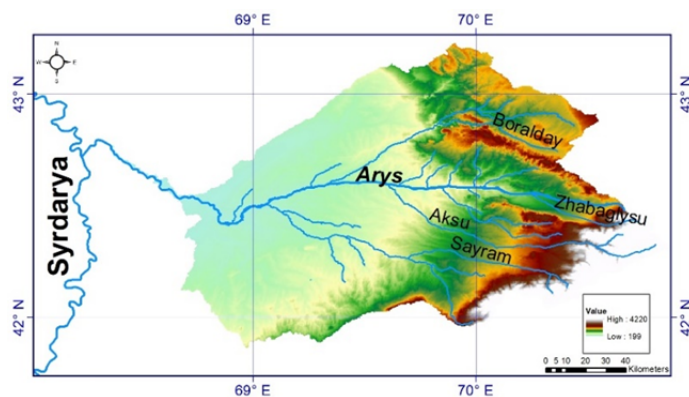 69° E
70° E
N
W
E
S
43° N
43° N
Boralday
Arys
Zhabaglysu
Syrdarya
Aksu
Sayram
Value
High : 4220
Low : 199
42° N
42° N
0 5 10 20 30 40
Kilometers
69° E
70° E